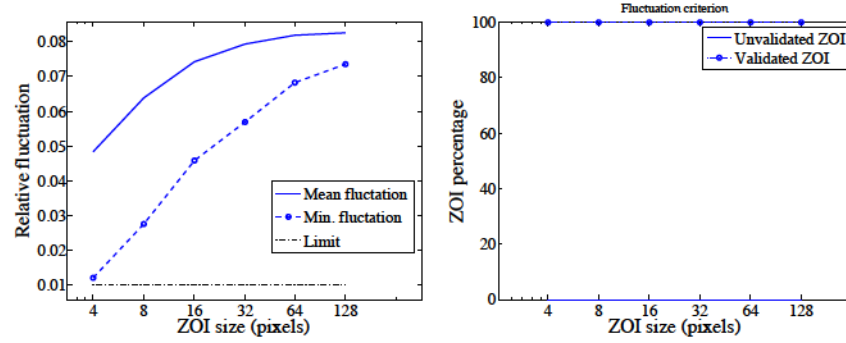 0.08
0.07
0.06
0.05
0.04
0.03
0.02
0.01
Relative fluctuation
Mean fluctation
Min. fluctation
Limit
4 8 16 32 64 128
ZOI size (pixels)
Fluctuation criterion
100
80
60
40
20
0
ZOI percentage
Unvalidated ZOI
Validated ZOI
4 8 16 32 64 128
ZOI size (pixels)